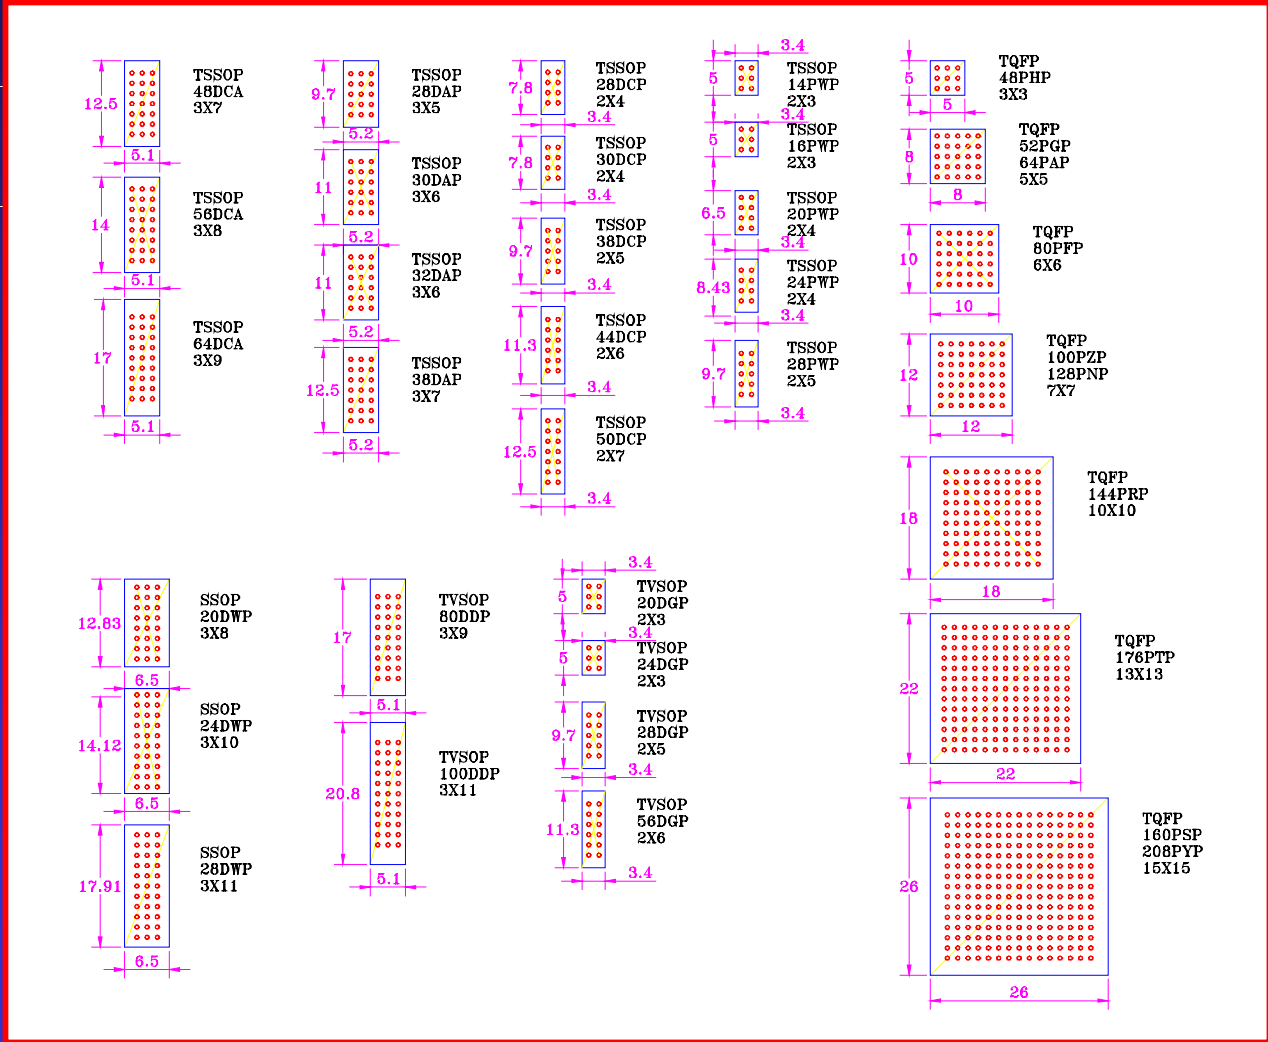 12.5
5.1
TSSOP
48DCA
3X7
14
5.1
TSSOP
56DCA
3X8
17
5.1
TSSOP
64DCA
3X9
9.7
5.2
TSSOP
28DAP
3X5
11
5.2
TSSOP
30DAP
3X6
11
5.2
TSSOP
32DAP
3X6
12.5
5.2
TSSOP
38DAP
3X7
7.8
3.4
TSSOP
28DCP
2X4
7.8
3.4
TSSOP
30DCP
2X4
9.7
3.4
TSSOP
38DCP
2X5
11.3
3.4
TSSOP
44DCP
2X6
12.5
3.4
TSSOP
50DCP
2X7
3.4
5
TSSOP
14PWP
2X3
3.4
5
TSSOP
16PWP
2X3
6.5
3.4
TSSOP
20PWP
2X4
8.43
3.4
TSSOP
24PWP
2X4
9.7
3.4
TSSOP
28PWP
2X5
5
5
TQFP
48PHP
3X3
8
8
TQFP
52PGP
64PAP
5X5
10
10
TQFP
80PFP
6X6
12
12
TQFP
100PZP
128PNP
7X7
18
18
TQFP
144PRP
10X10
22
22
TQFP
176PTP
13X13
26
26
TQFP
160PSP
208PYP
15X15
12.83
6.5
SSOP
20DWP
3X8
14.12
6.5
SSOP
24DWP
3X10
17.91
6.5
SSOP
28DWP
3X11
17
5.1
TVSOP
80DDP
3X9
20.8
5.1
TVSOP
100DDP
3X11
3.4
5
TVSOP
20DGP
2X3
3.4
5
TVSOP
24DGP
2X3
9.7
3.4
TVSOP
28DGP
2X5
11.3
3.4
TVSOP
56DGP
2X6